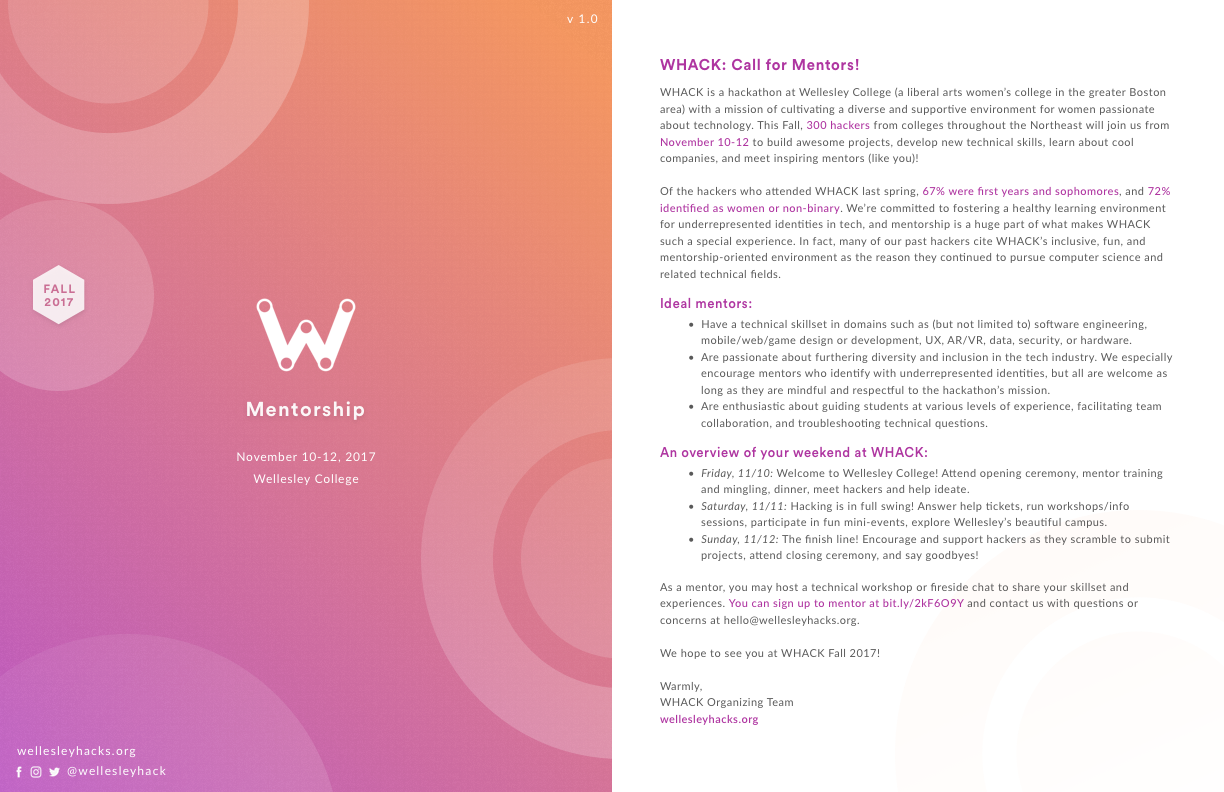 v 1.0
FALL
2017
Mentorship
November 10-12, 2017
Wellesley College
wellesleyhacks.org
@wellesleyhack
WHACK: Call for Mentors!
WHACK is a hackathon at Wellesley College (a liberal arts women's college in the greater Boston
area) with a mission of cultivating a diverse and supportive environment for women passionate
about technology. This Fall, 300 hackers from colleges throughout the Northeast will join us from
November 10-12 to build awesome projects, develop new technical skills, learn about cool
companies, and meet inspiring mentors (like you)!
Of the hackers who attended WHACK last spring, 67% were first years and sophomores, and 72%
identified as women or non-binary. We're committed to fostering a healthy learning environment
for underrepresented identities in tech, and mentorship is a huge part of what makes WHACK
such a special experience. In fact, many of our past hackers cite WHACK's inclusive, fun, and
mentorship-oriented environment as the reason they continued to pursue computer science and
related technical fields.
Ideal mentors:
• Have a technical skillset in domains such as (but not limited to) software engineering,
mobile/web/game design or development, UX, AR/VR, data, security, or hardware.
• Are passionate about furthering diversity and inclusion in the tech industry. We especially
encourage mentors who identify with underrepresented identities, but all are welcome as
long as they are mindful and respectful to the hackathon's mission.
• Are enthusiastic about guiding students at various levels of experience, facilitating team
collaboration, and troubleshooting technical questions.
An overview of your weekend at WHACK:
• Friday, 11/10: Welcome to Wellesley College! Attend opening ceremony, mentor training
and mingling, dinner, meet hackers and help ideate.
• Saturday, 11/11: Hacking is in full swing! Answer help tickets, run workshops/info
sessions, participate in fun mini-events, explore Wellesley's beautiful campus.
• Sunday, 11/12: The finish line! Encourage and support hackers as they scramble to submit
projects, attend closing ceremony, and say goodbyes!
As a mentor, you may host a technical workshop or fireside chat to share your skillset and
experiences. You can sign up to mentor at bit.ly/2kF6O9Y and contact us with questions or
concerns at hello@wellesleyhacks.org.
We hope to see you at WHACK Fall 2017!
Warmly,
WHACK Organizing Team
wellesleyhacks.org